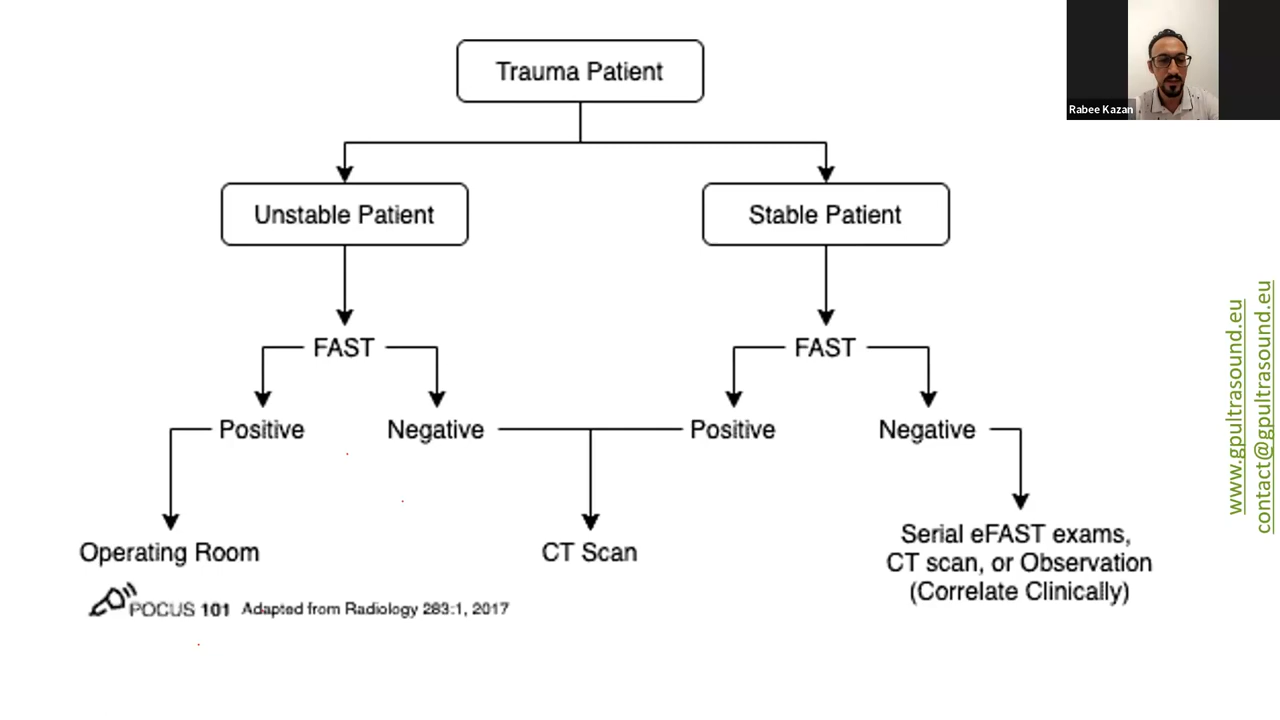 Trauma Patient
Rabee Kazan
Unstable Patient
Stable Patient
FAST
FAST
Positive
Negative
Positive
Negative
Operating Room
CT Scan
Serial eFAST exams,
CT scan, or Observation
(Correlate Clinically)
POCUS 101 Adapted from Radiology 283:1, 2017
www.gpultrasound.eu
contact@gpultrasound.eu